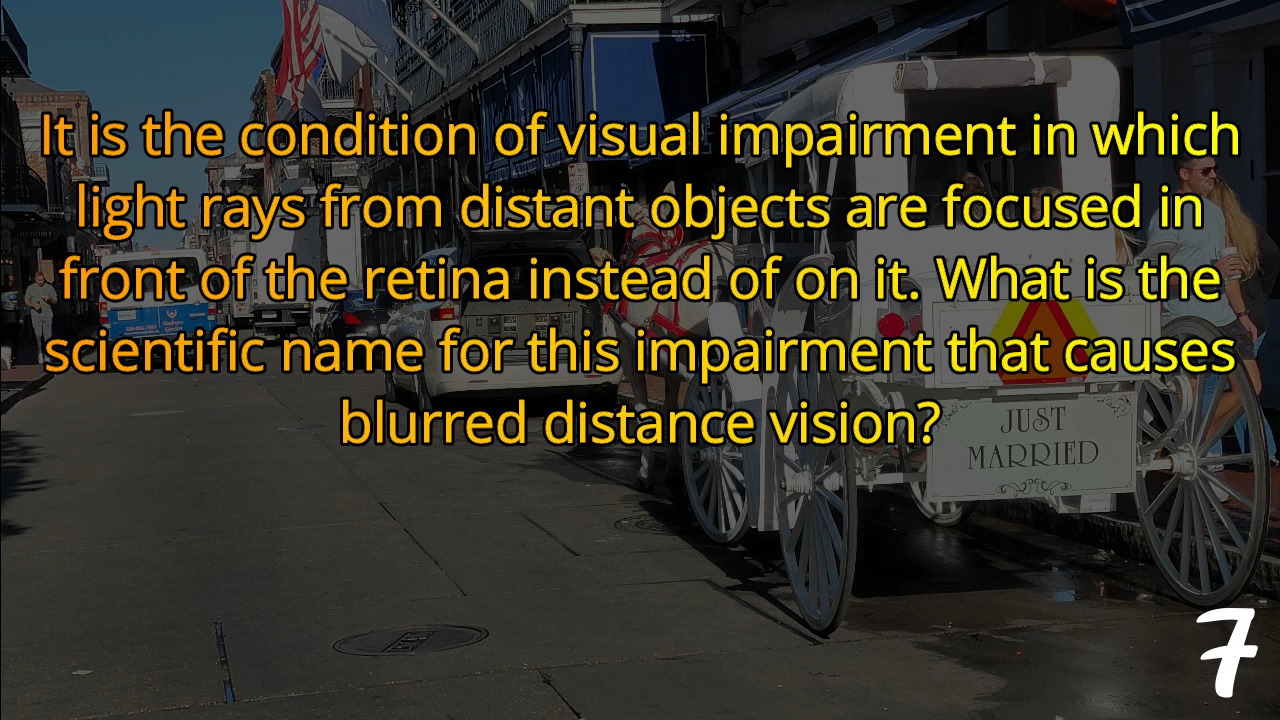 It is the condition of visual impairment in which
light rays from distant objects are focused in
front of the retina instead of on it. What is the
scientific name for this impairment that causes
blurred distance vision?
JUST
MARRIED
7